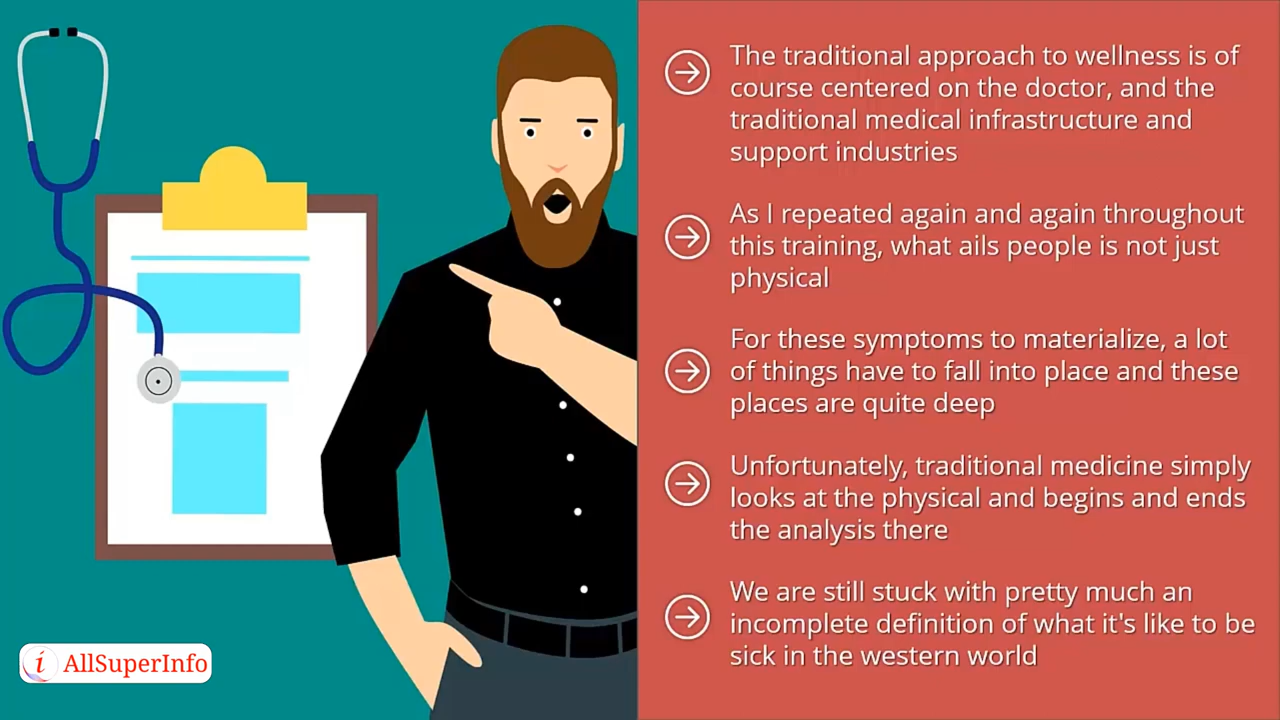 The traditional approach to wellness is of
course centered on the doctor, and the
traditional medical infrastructure and
support industries
As I repeated again and again throughout
this training, what ails people is not just
physical
For these symptoms to materialize, a lot
of things have to fall into place and these
places are quite deep
Unfortunately, traditional medicine simply
looks at the physical and begins and ends
the analysis there
We are still stuck with pretty much an
incomplete definition of what it's like to be
sick in the western world
i AllSuperInfo